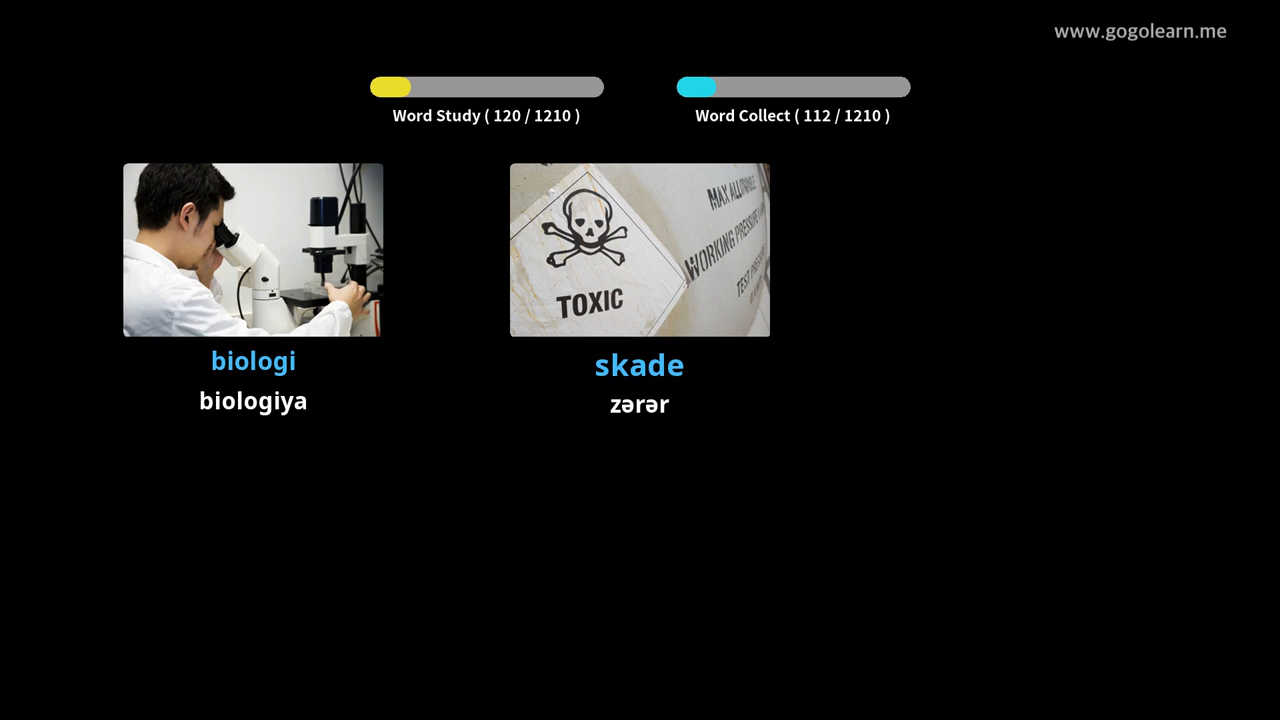 www.gogolearn.me
Word Study ( 120 / 1210 )
Word Collect ( 112 / 1210 )
TOXIC
MAX ALLOWABLE
WORKING PRESSURE
TEST
biologi
biologiya
skade
zərər